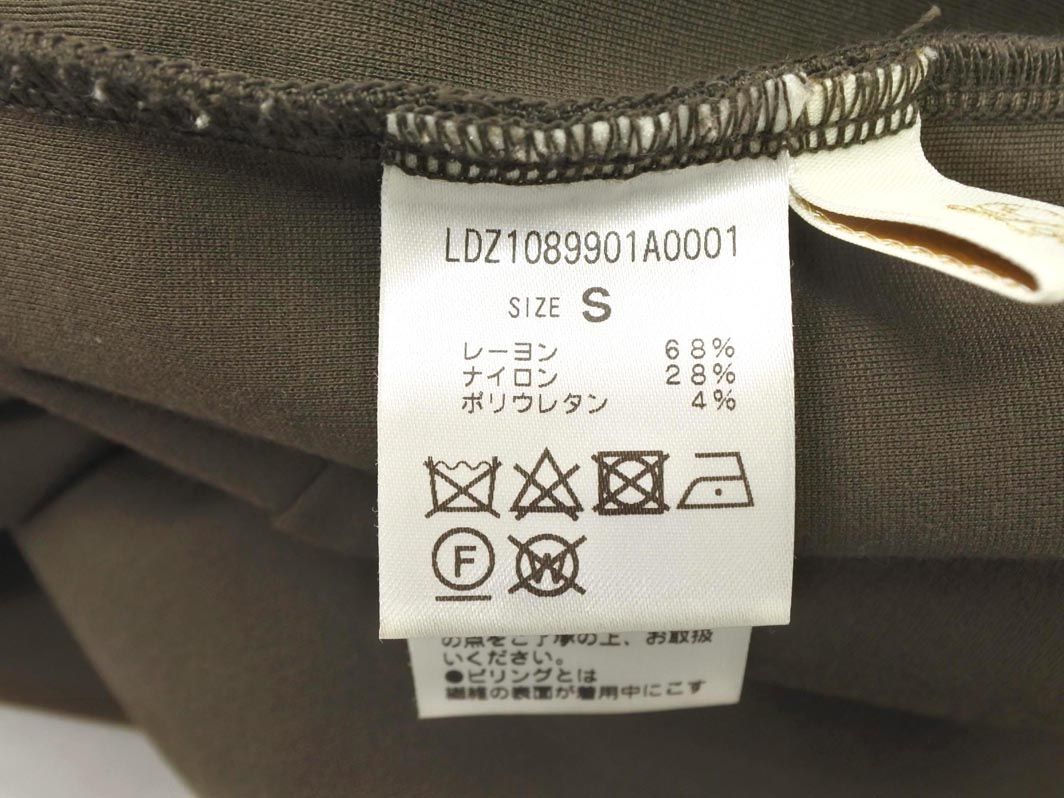 LDZ1089901A0001
SIZE S
レーヨン 68%
ナイロン 28%
ポリウレタン 4%
F
W
の点をご了承の上、お取扱
いください。
●ピリングとは
繊維の表面が着用中にこす